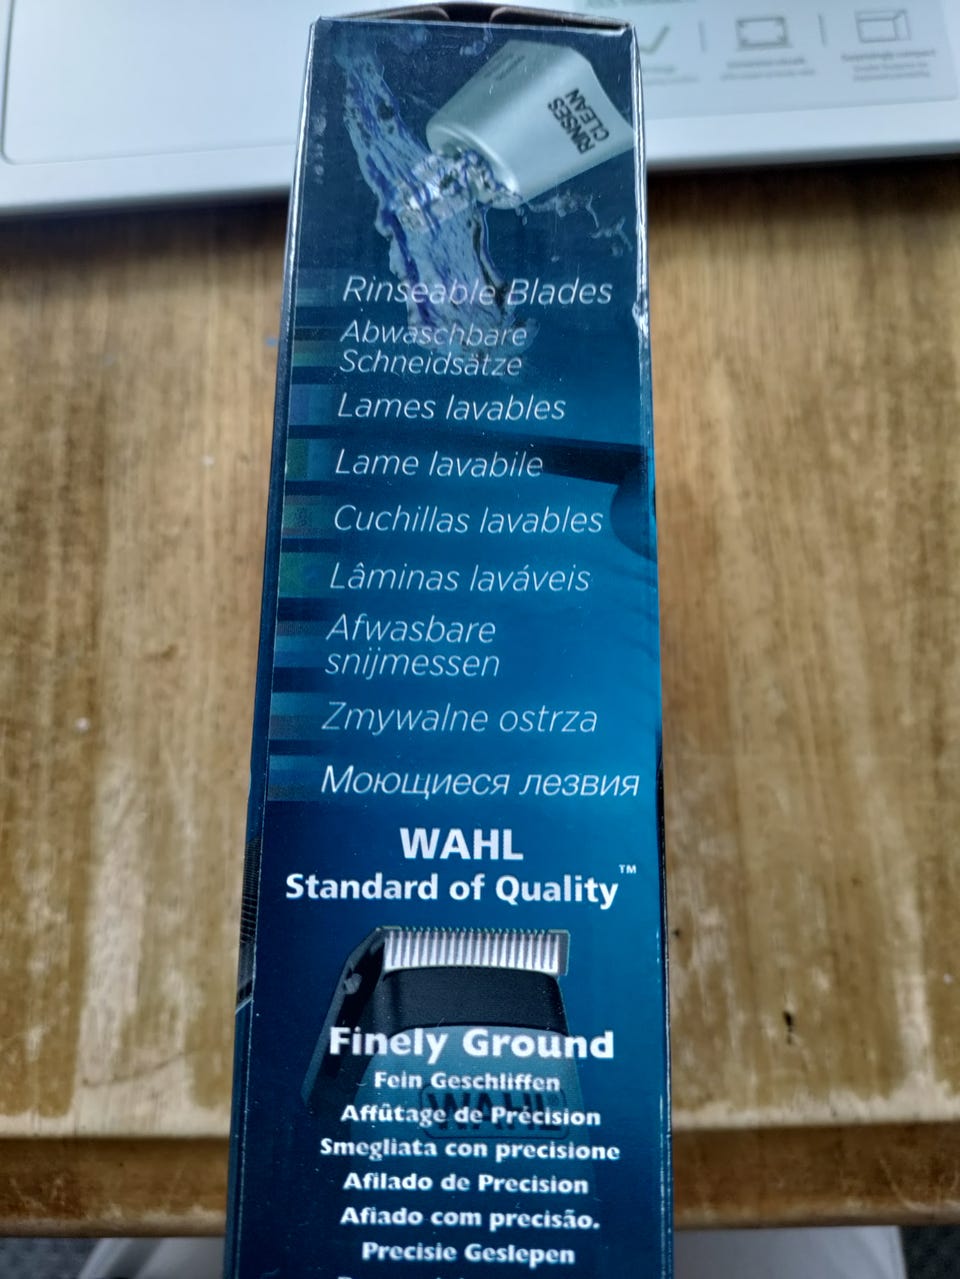 RINSES
CLEAN
Rinseable Blades
Abwaschbare
Schneidsätze
Lames lavables
Lame lavabile
Cuchillas lavables
Lâminas laváveis
Afwasbare
snijmessen
Zmywalne ostrza
Моющиеся лезвия
WAHL
Standard of Quality™
Finely Ground
Fein Geschliffen
WAHL
Affûtage de Précision
Smegliata con precisione
Afilado de Precision
Afiado com precisão.
Precisie Geslepen